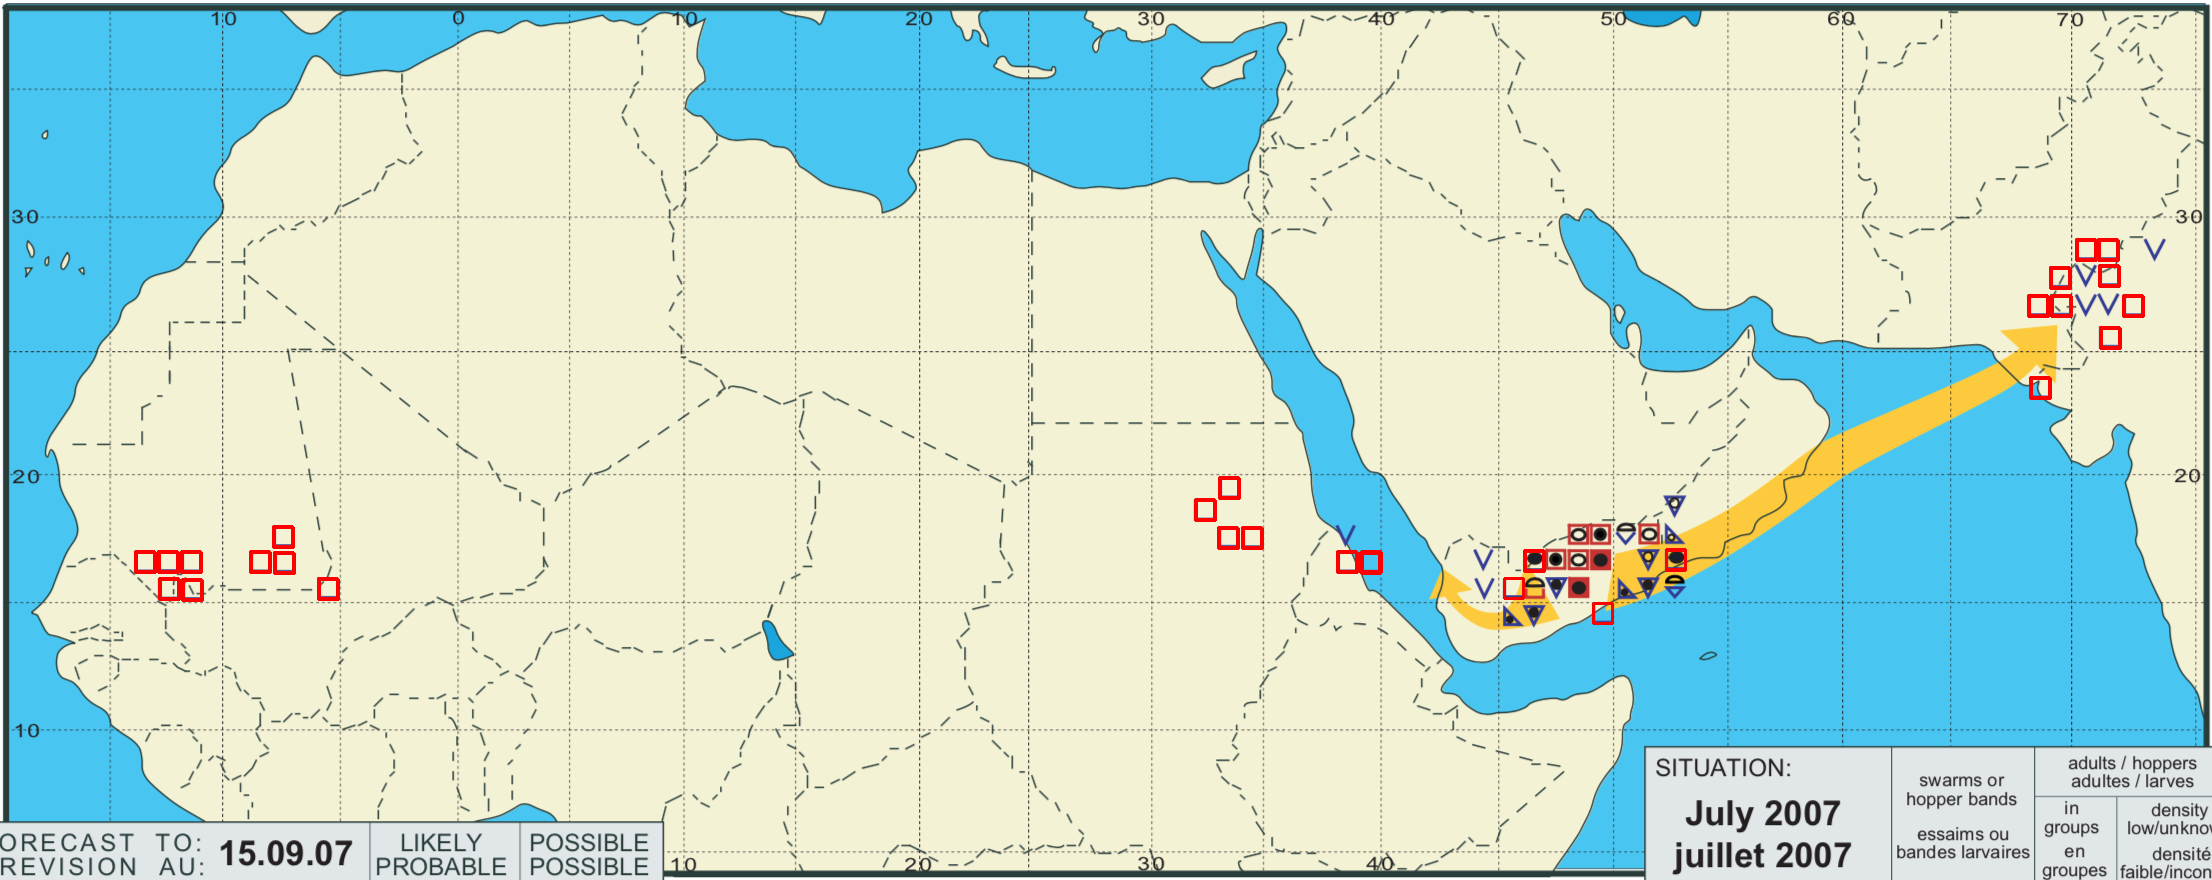 10 0 10 20 30 40 50 60 70
30 30
20 20
10
SITUATION:
July 2007
juillet 2007
swarms or
hopper bands
essaims ou
bandes larvaires
adults / hoppers
adultes / larves
in
groups
en
groupes
density
low/unknow
densité
faible/incon
ORECAST TO:
REVISION AU:
15.09.07
LIKELY
PROBABLE
POSSIBLE
POSSIBLE
10 20 30 40